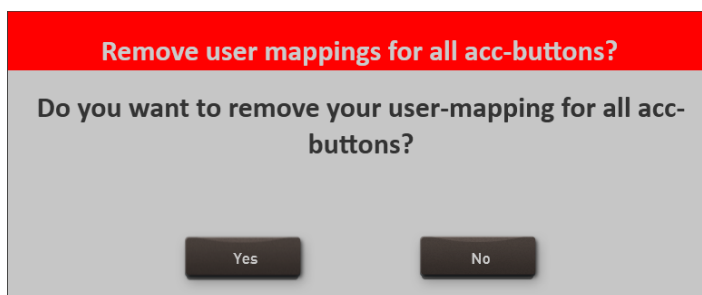 Remove user mappings for all acc-buttons?
Do you want to remove your user-mapping for all acc-
buttons?
Yes No